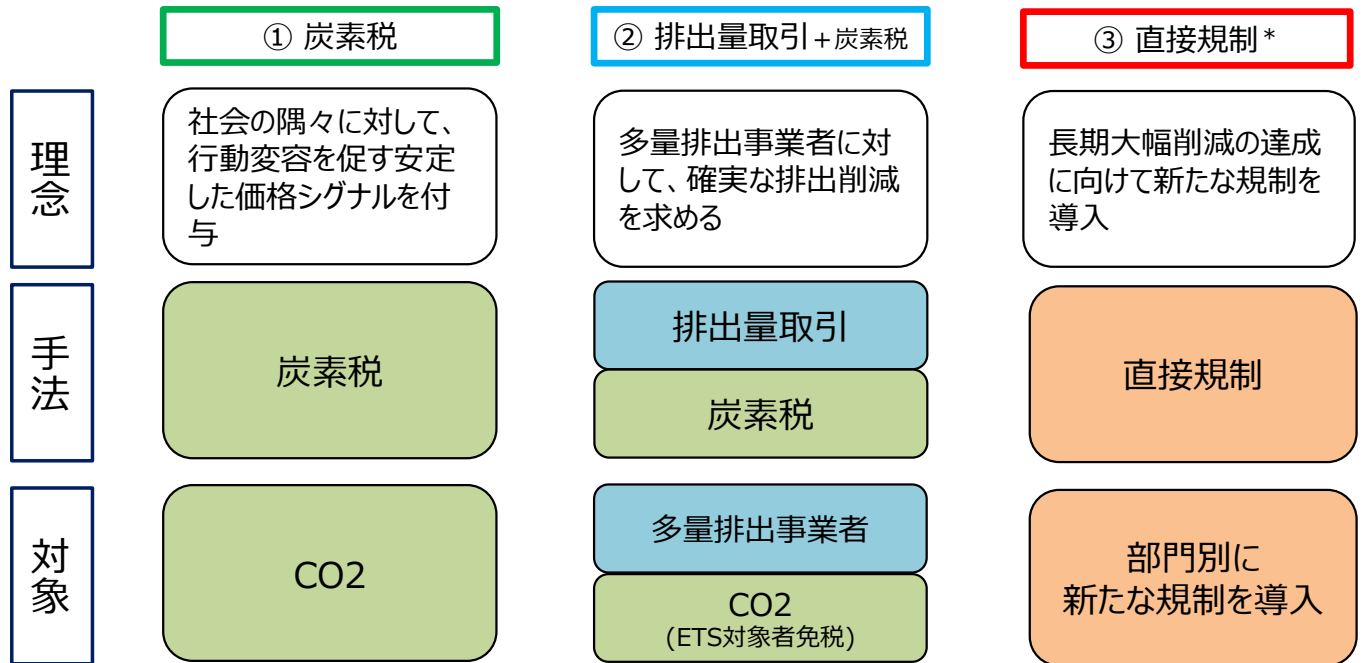 ① 炭素税
② 排出量取引+炭素税
③ 直接規制*
理念
社会の隅々に対して、
行動変容を促す安定
した価格シグナルを付
与
多量排出事業者に対
して、確実な排出削減
を求める
長期大幅削減の達成
に向けて新たな規制を
導入
手法
炭素税
排出量取引
炭素税
直接規制
対象
CO2
多量排出事業者
CO2
(ETS対象者免税)
部門別に
新たな規制を導入